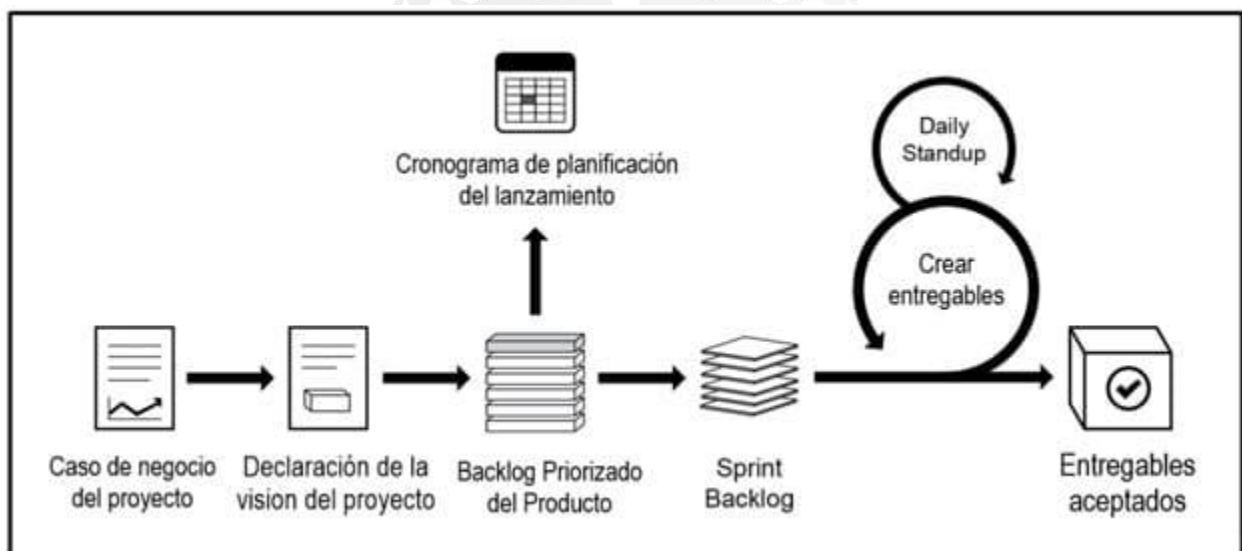 Cronograma de planificación
del lanzamiento
Daily
Standup
Crear
entregables
Caso de negocio
del proyecto
Declaración de la
vision del proyecto
Backlog Priorizado
del Producto
Sprint
Backlog
Entregables
aceptados